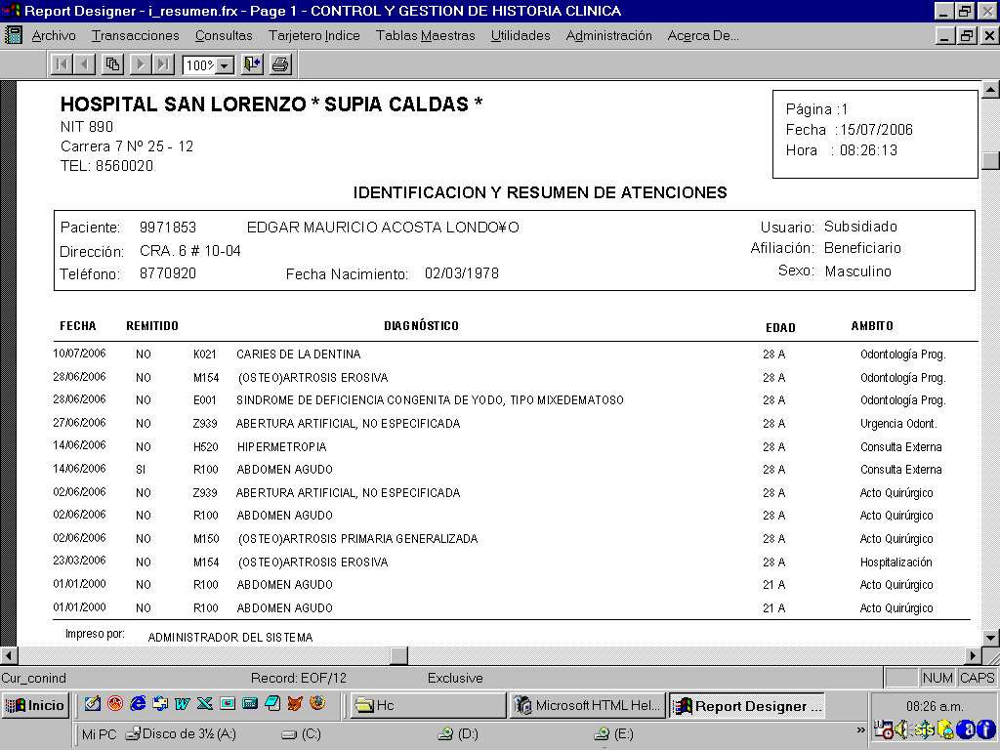 Report Designer - i_resumen.frx - Page 1 - CONTROL Y GESTION DE HISTORIA CLINICA
Archivo Transacciones Consultas Tarjetero Indice Tablas Maestras Utilidades Administración Acerca De...
100%
HOSPITAL SAN LORENZO * SUPIA CALDAS *
NIT 890
Carrera 7 Nº 25 - 12
TEL: 8560020
Página :1
Fecha :15/07/2006
Hora : 08:26:13
IDENTIFICACION Y RESUMEN DE ATENCIONES
Paciente: 9971853 EDGAR MAURICIO ACOSTA LONDO¥O Usuario: Subsidiado
Dirección: CRA. 6 # 10-04 Afiliación: Beneficiario
Teléfono: 8770920 Fecha Nacimiento: 02/03/1978 Sexo: Masculino
FECHA REMITIDO DIAGNÓSTICO EDAD AMBITO
10/07/2006 NO K021 CARIES DE LA DENTINA 28 A Odontología Prog.
28/06/2006 NO M154 (OSTEO)ARTROSIS EROSIVA 28 A Odontología Prog.
28/06/2006 NO E001 SINDROME DE DEFICIENCIA CONGENITA DE YODO, TIPO MIXEDEMATOSO 28 A Odontología Prog.
27/06/2006 NO Z939 ABERTURA ARTIFICIAL, NO ESPECIFICADA 28 A Urgencia Odont.
14/06/2006 NO H520 HIPERMETROPIA 28 A Consulta Externa
14/06/2006 SI R100 ABDOMEN AGUDO 28 A Consulta Externa
02/06/2006 NO Z939 ABERTURA ARTIFICIAL, NO ESPECIFICADA 28 A Acto Quirúrgico
02/06/2006 NO R100 ABDOMEN AGUDO 28 A Acto Quirúrgico
02/06/2006 NO M150 (OSTEO)ARTROSIS PRIMARIA GENERALIZADA 28 A Acto Quirúrgico
23/03/2006 NO M154 (OSTEO)ARTROSIS EROSIVA 28 A Hospitalización
01/01/2000 NO R100 ABDOMEN AGUDO 21 A Acto Quirúrgico
01/01/2000 NO R100 ABDOMEN AGUDO 21 A Acto Quirúrgico
Impreso por: ADMINISTRADOR DEL SISTEMA
Cur_conind Record: EOF/12 Exclusive NUM CAPS
Inicio Hc Microsoft HTML Hel... Report Designer ... 08:26 a.m.
Mi PC Disco de 3½ (A:) (C:) (D:) (E:) » sis